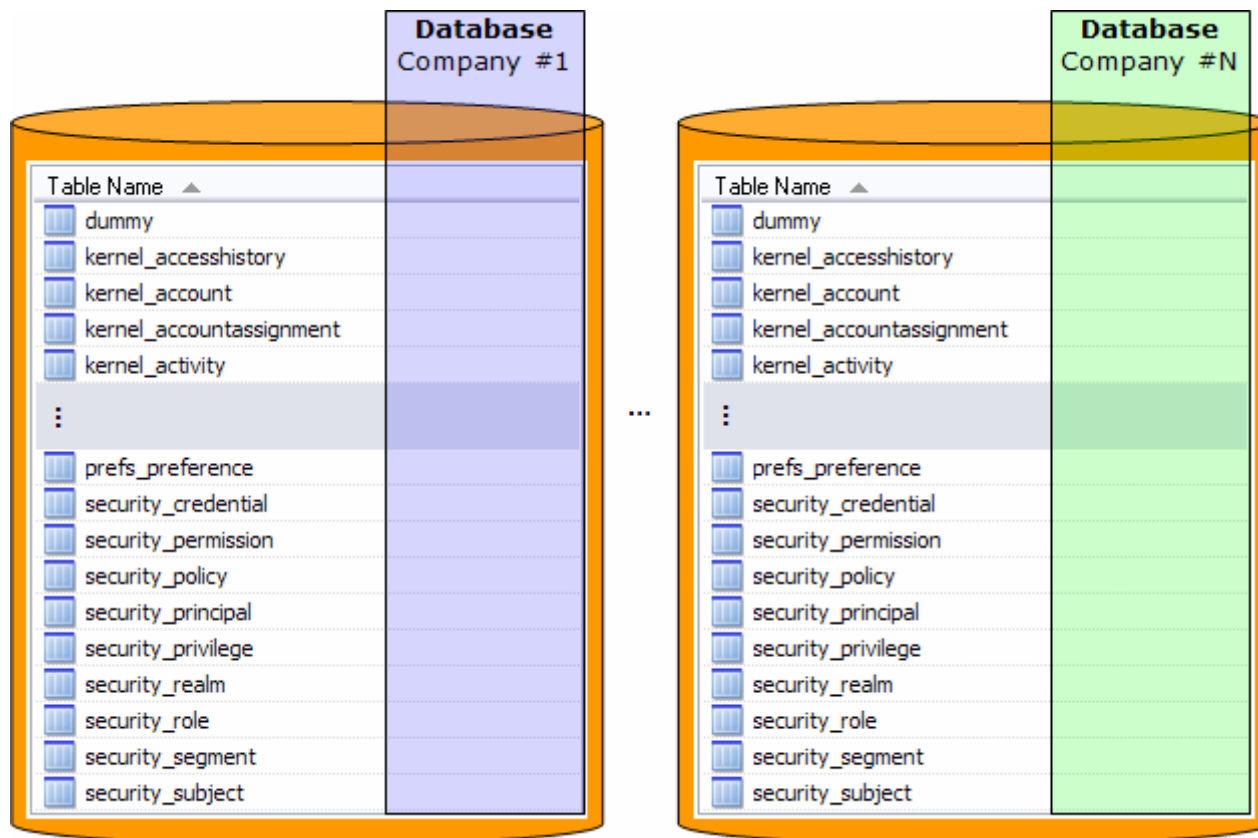 Database
Company #1
Database
Company #N
Table Name
dummy
kernel_accesshistory
kernel_account
kernel_accountassignment
kernel_activity
⋮
prefs_preference
security_credential
security_permission
security_policy
security_principal
security_privilege
security_realm
security_role
security_segment
security_subject
...
Table Name
dummy
kernel_accesshistory
kernel_account
kernel_accountassignment
kernel_activity
⋮
prefs_preference
security_credential
security_permission
security_policy
security_principal
security_privilege
security_realm
security_role
security_segment
security_subject